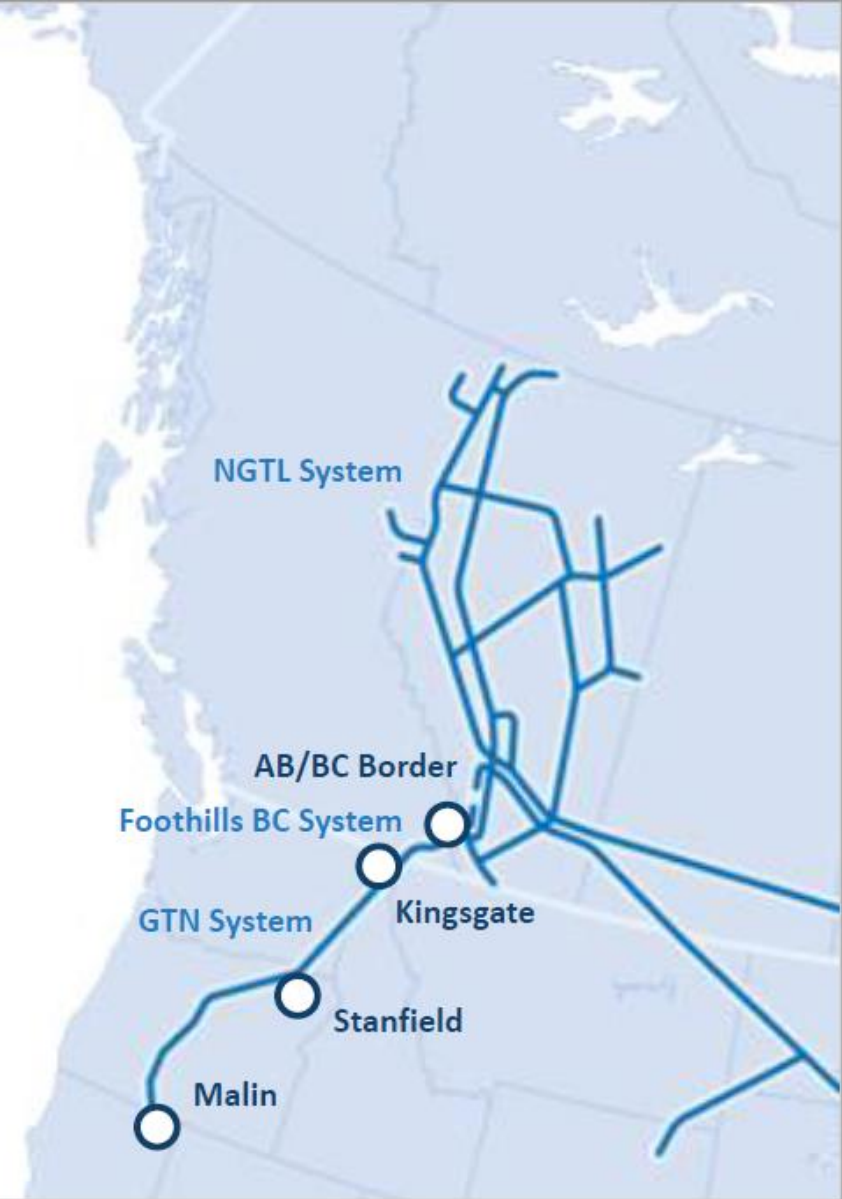 NGTL System
AB/BC Border
Foothills BC System
Kingsgate
GTN System
Stanfield
Malin